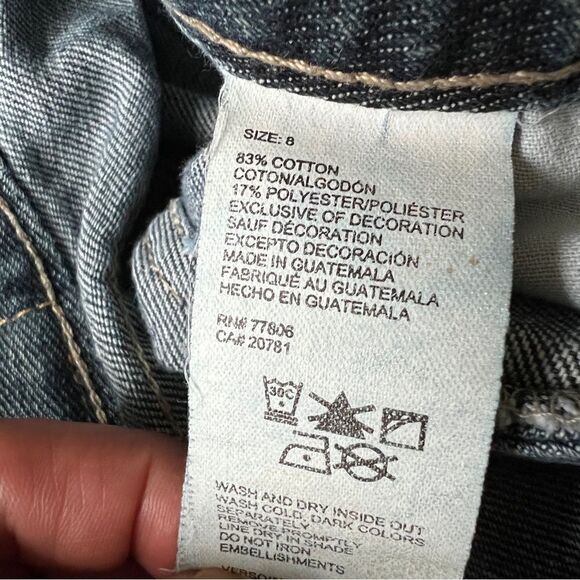 SIZE: 8
83% COTTON
COTON/ALGODÓN
17% POLYESTER/POLIÉSTER
EXCLUSIVE OF DECORATION
SAUF DÉCORATION
EXCEPTO DECORACIÓN
MADE IN GUATEMALA
FABRIQUÉ AU GUATEMALA
HECHO EN GUATEMALA
RN# 77806
CA# 20781
30C
WASH AND DRY INSIDE OUT
WASH COLD, DARK COLORS
SEPARATELY
REMOVE PROMPTLY
LINE DRY IN SHADE
DO NOT IRON
EMBELLISHMENTS